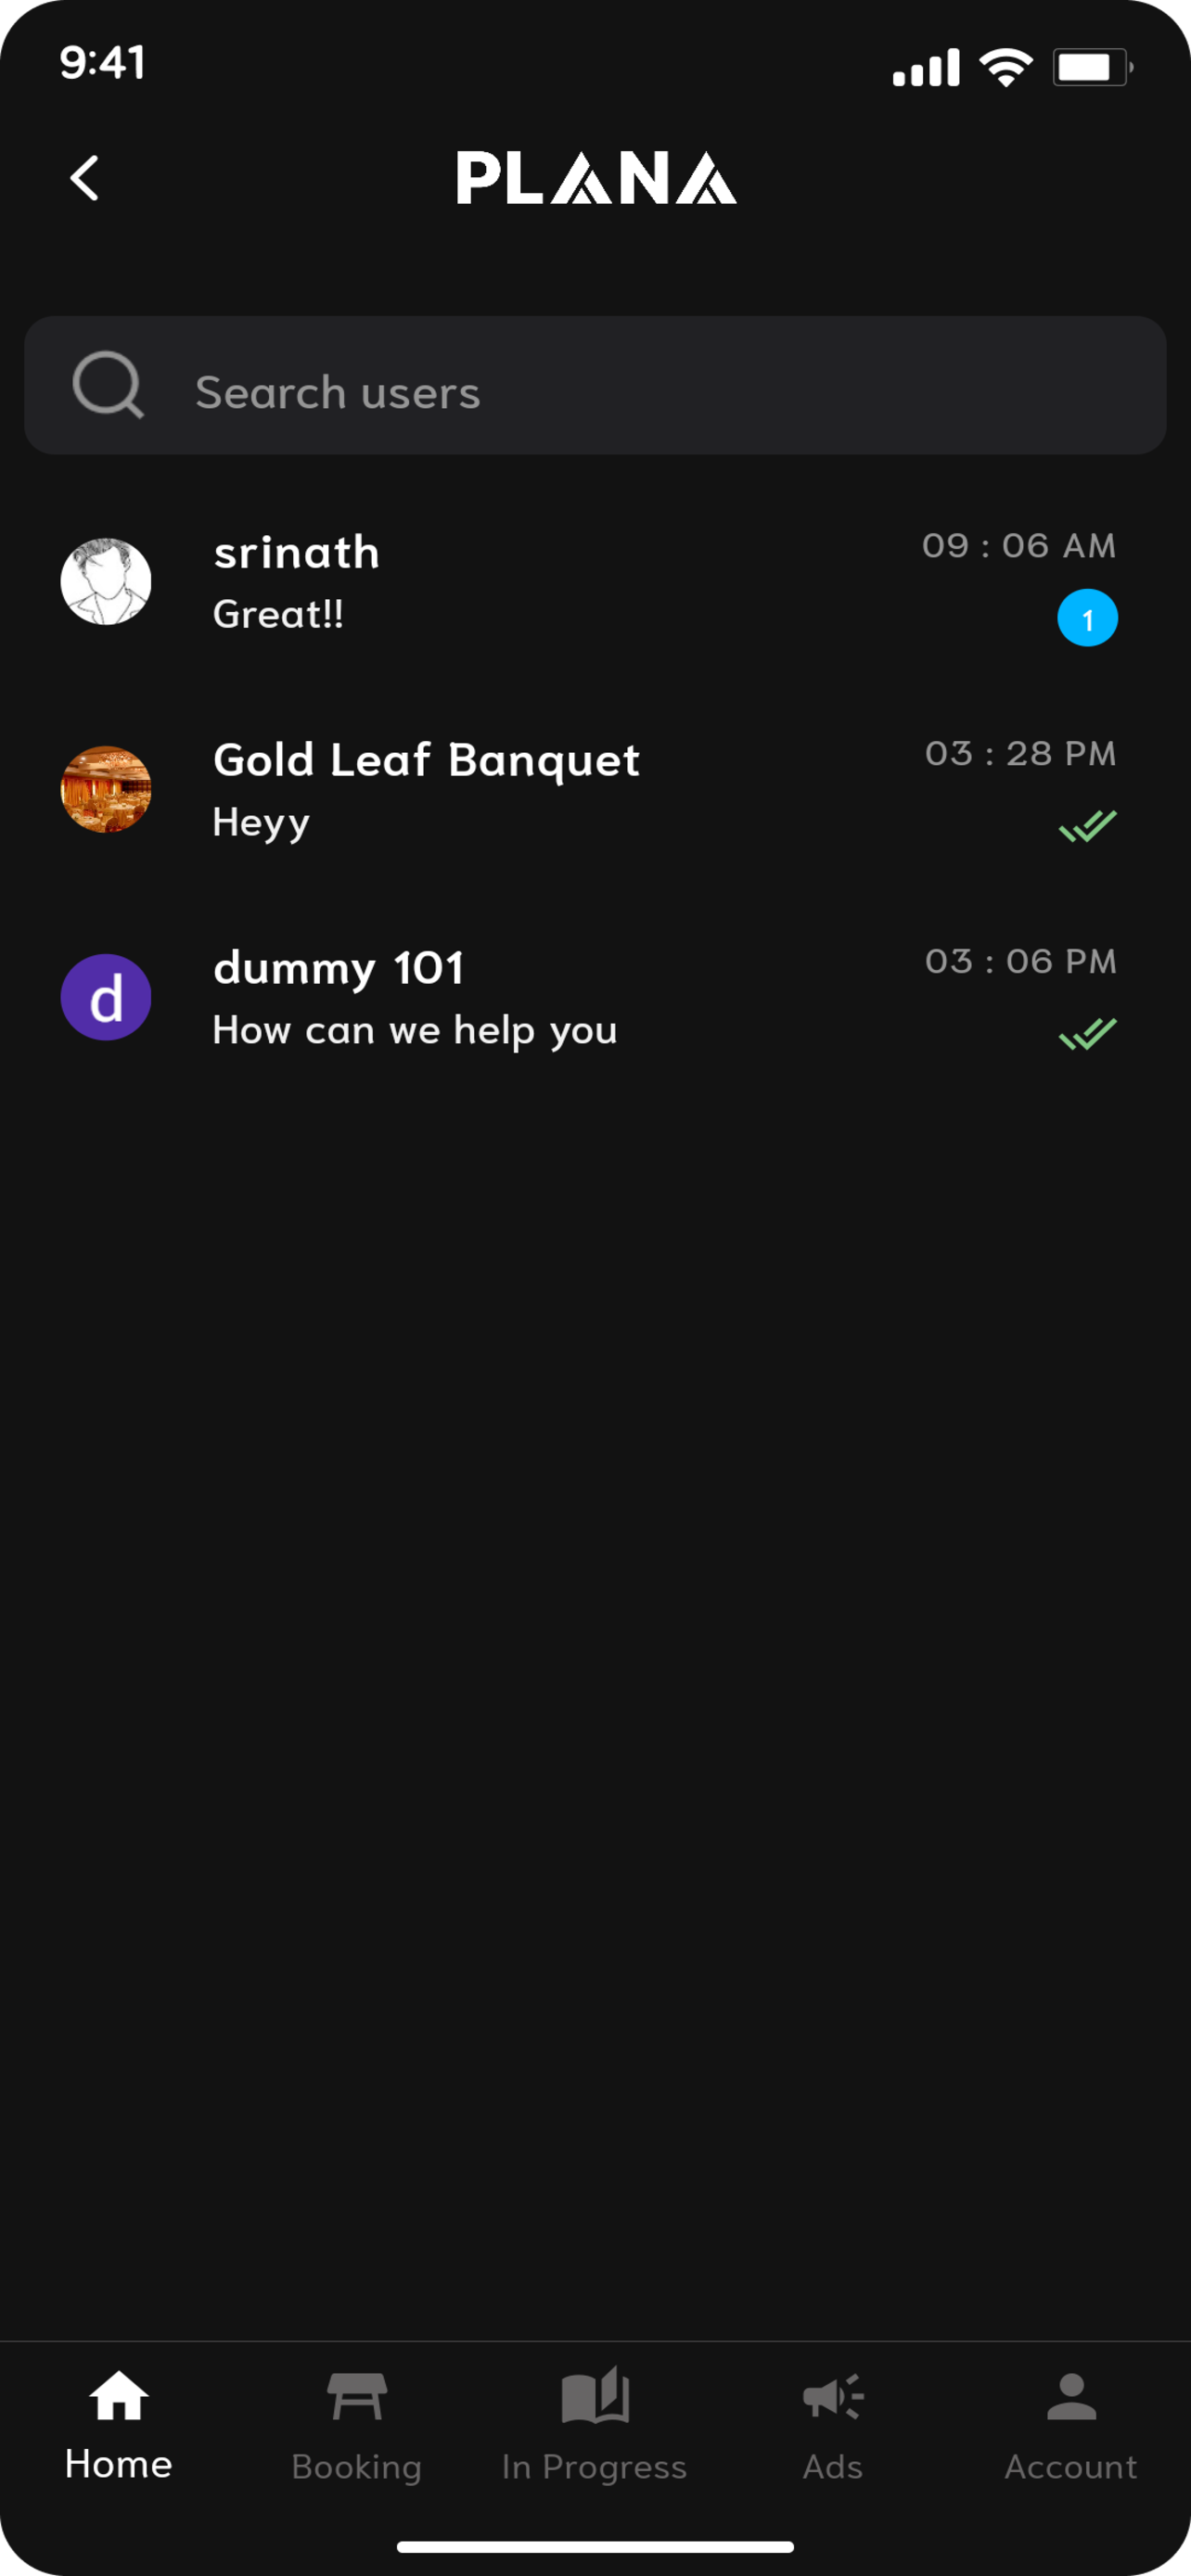 9:41
PLANA
Search users
srinath
09 : 06 AM
Great!!
1
Gold Leaf Banquet
03 : 28 PM
Heyy
d
dummy 101
03 : 06 PM
How can we help you
Home
Booking
In Progress
Ads
Account